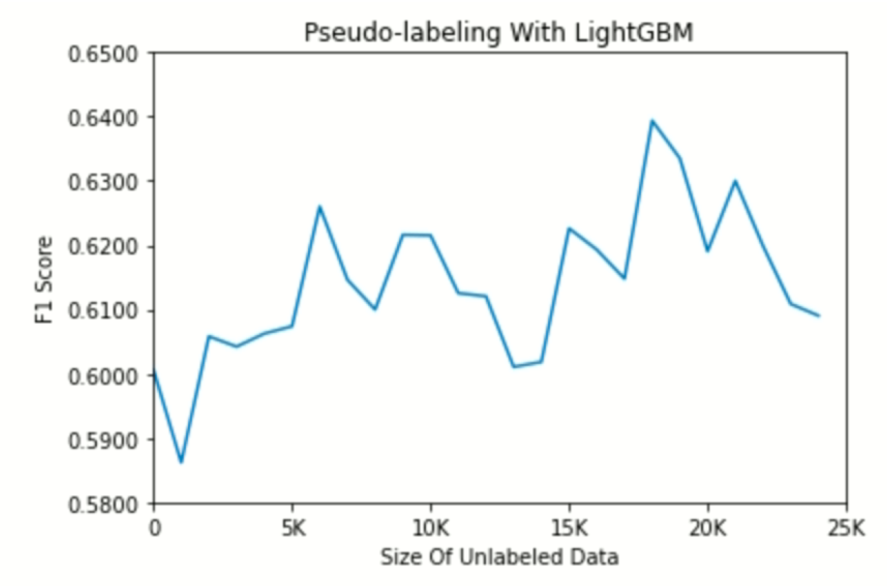 Pseudo-labeling With LightGBM
0.6500
0.6400
0.6300
0.6200
0.6100
0.6000
0.5900
0.5800
F1 Score
0 5K 10K 15K 20K 25K
Size Of Unlabeled Data